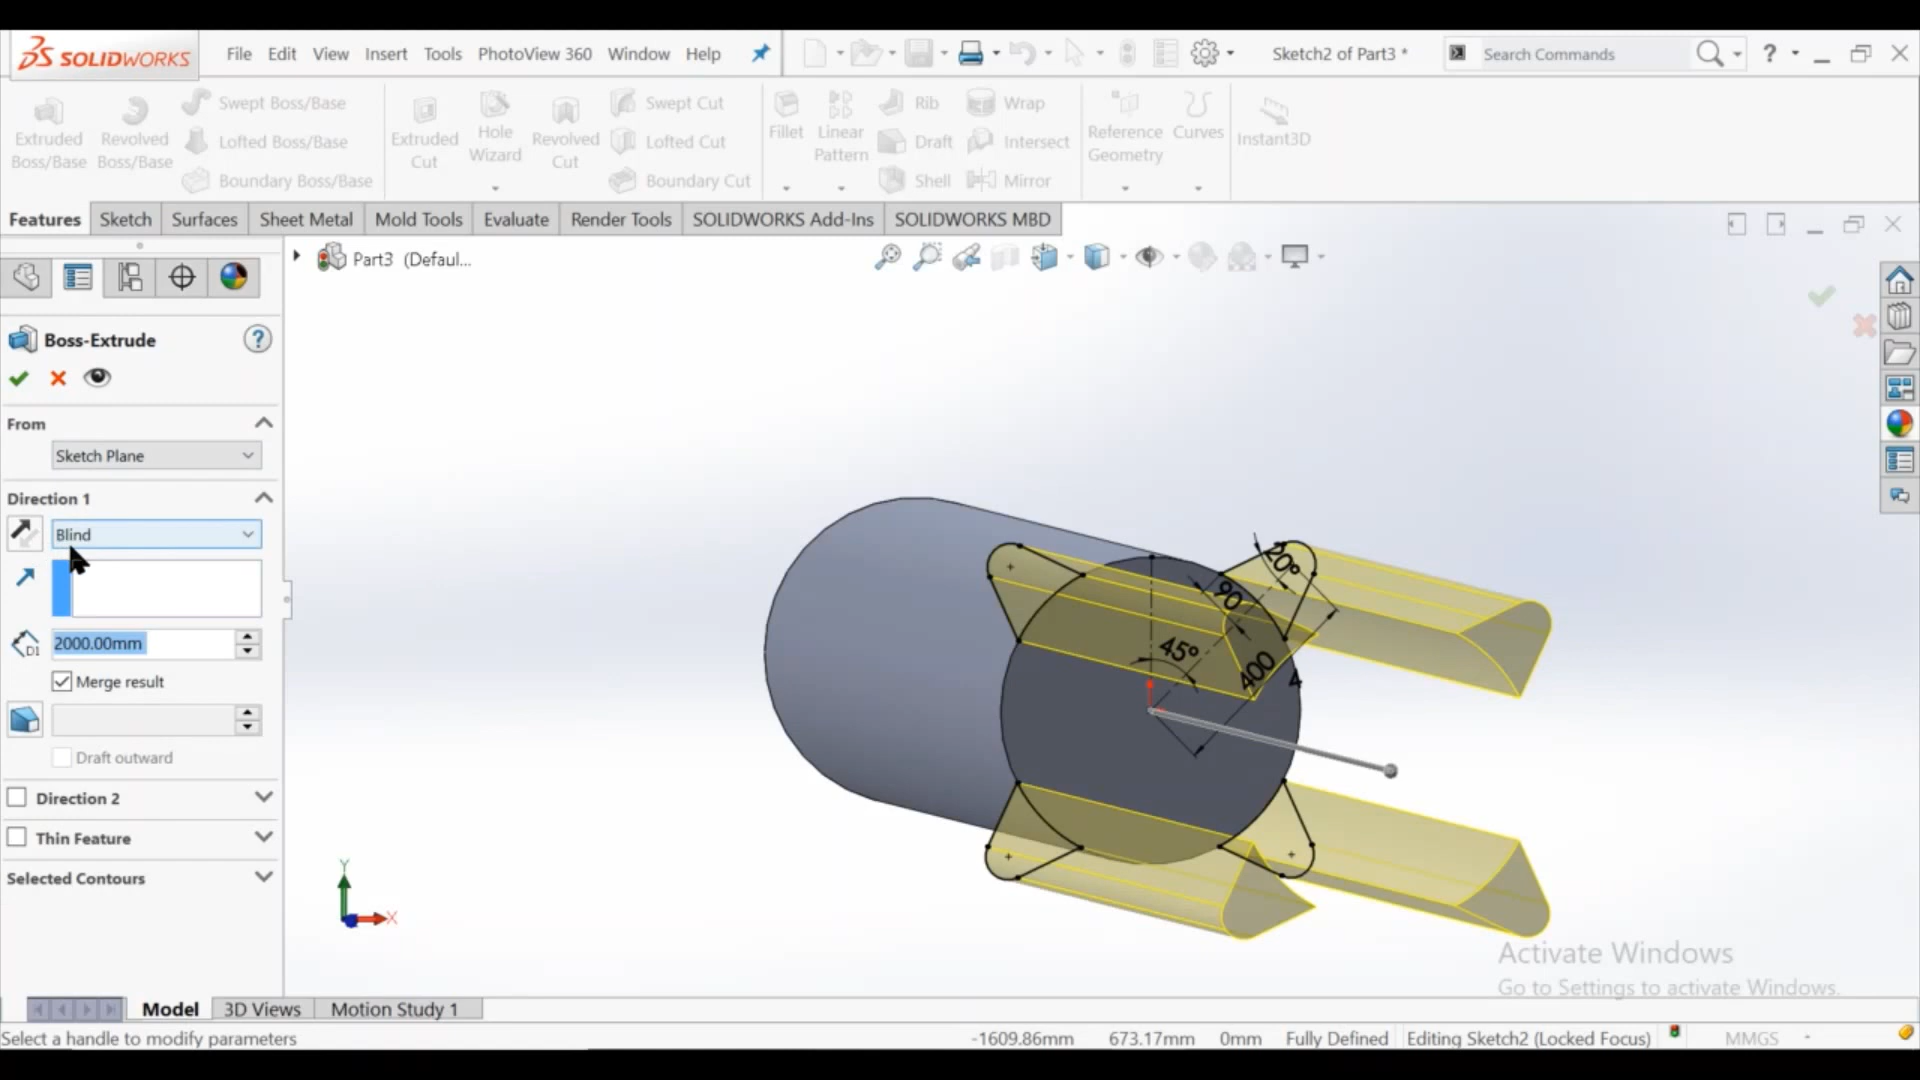 SOLIDWORKS File Edit View Insert Tools PhotoView 360 Window Help Sketch2 of Part3 * Search Commands ?
Extruded Boss/Base
Revolved Boss/Base
Swept Boss/Base
Lofted Boss/Base
Boundary Boss/Base
Extruded Cut
Hole Wizard
Revolved Cut
Swept Cut
Lofted Cut
Boundary Cut
Fillet
Linear Pattern
Rib
Draft
Shell
Wrap
Intersect
Mirror
Reference Geometry
Curves
Instant3D
Features Sketch Surfaces Sheet Metal Mold Tools Evaluate Render Tools SOLIDWORKS Add-Ins SOLIDWORKS MBD
Part3 (Defaul...
Boss-Extrude ?
From
Sketch Plane
Direction 1
Blind
D1 2000.00mm
Merge result
Draft outward
Direction 2
Thin Feature
Selected Contours
20°
90
45°
400
4
Y
X
Activate Windows
Go to Settings to activate Windows.
Model 3D Views Motion Study 1
Select a handle to modify parameters -1609.86mm 673.17mm 0mm Fully Defined Editing Sketch2 (Locked Focus) MMGS -